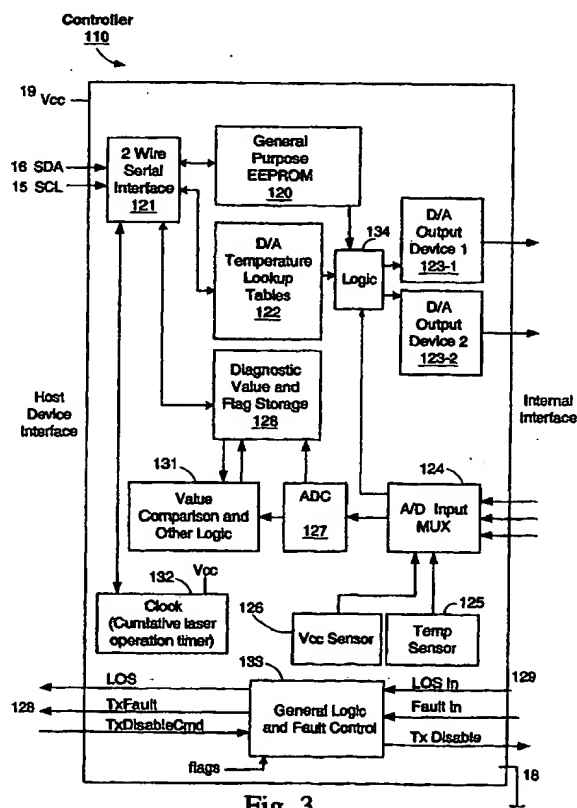 Controller
110
19 Vcc
16 SDA
15 SCL
2 Wire
Serial
Interface
121
General
Purpose
EEPROM
120
D/A
Temperature
Lookup
Tables
122
134
Logic
D/A
Output
Device 1
123-1
D/A
Output
Device 2
123-2
Host
Device
Interface
Diagnostic
Value and
Flag Storage
128
Internal
Interface
131
Value
Comparison and
Other Logic
ADC
127
124
A/D Input
MUX
132
Vcc
Clock
(Cumltative laser
operation timer)
126
Vcc Sensor
125
Temp
Sensor
133
General Logic
and Fault Control
LOS
128
TxFault
TxDisableCmd
flags
129
LOS In
Fault In
Tx Disable
18
Fig. 3